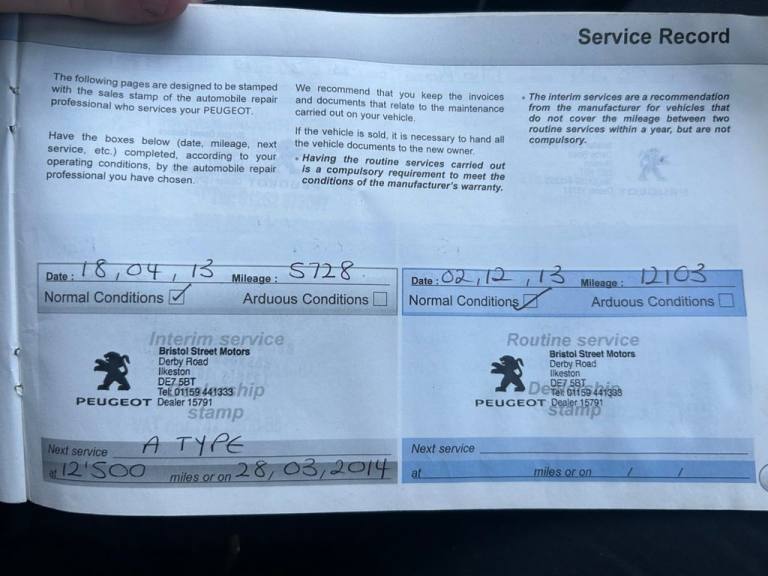 Service Record
The following pages are designed to be stamped
with the sales stamp of the automobile repair
professional who services your PEUGEOT.
Have the boxes below (date, mileage, next
service, etc.) completed, according to your
operating conditions, by the automobile repair
professional you have chosen.
We recommend that you keep the invoices
and documents that relate to the maintenance
carried out on your vehicle.
If the vehicle is sold, it is necessary to hand all
the vehicle documents to the new owner.
• Having the routine services carried out
is a compulsory requirement to meet the
conditions of the manufacturer's warranty.
• The interim services are a recommendation
from the manufacturer for vehicles that
do not cover the mileage between two
routine services within a year, but are not
compulsory.
Date : 18,04,13 Mileage : 5728
Normal Conditions Arduous Conditions
Interim service
Bristol Street Motors
Derby Road
Ilkeston
DE7 5BT
Tel: 01159 441333
Dealership
PEUGEOT Dealer 15791
stamp
Next service A TYPE
at 12'500 miles or on 28,03,2014
Date : 02,12,13 Mileage : 12103
Normal Conditions Arduous Conditions
Routine service
Bristol Street Motors
Derby Road
Ilkeston
DE7 5BT
Tel: 01159 441333
Dealership
PEUGEOT Dealer 15791
stamp
Next service
at miles or on / /